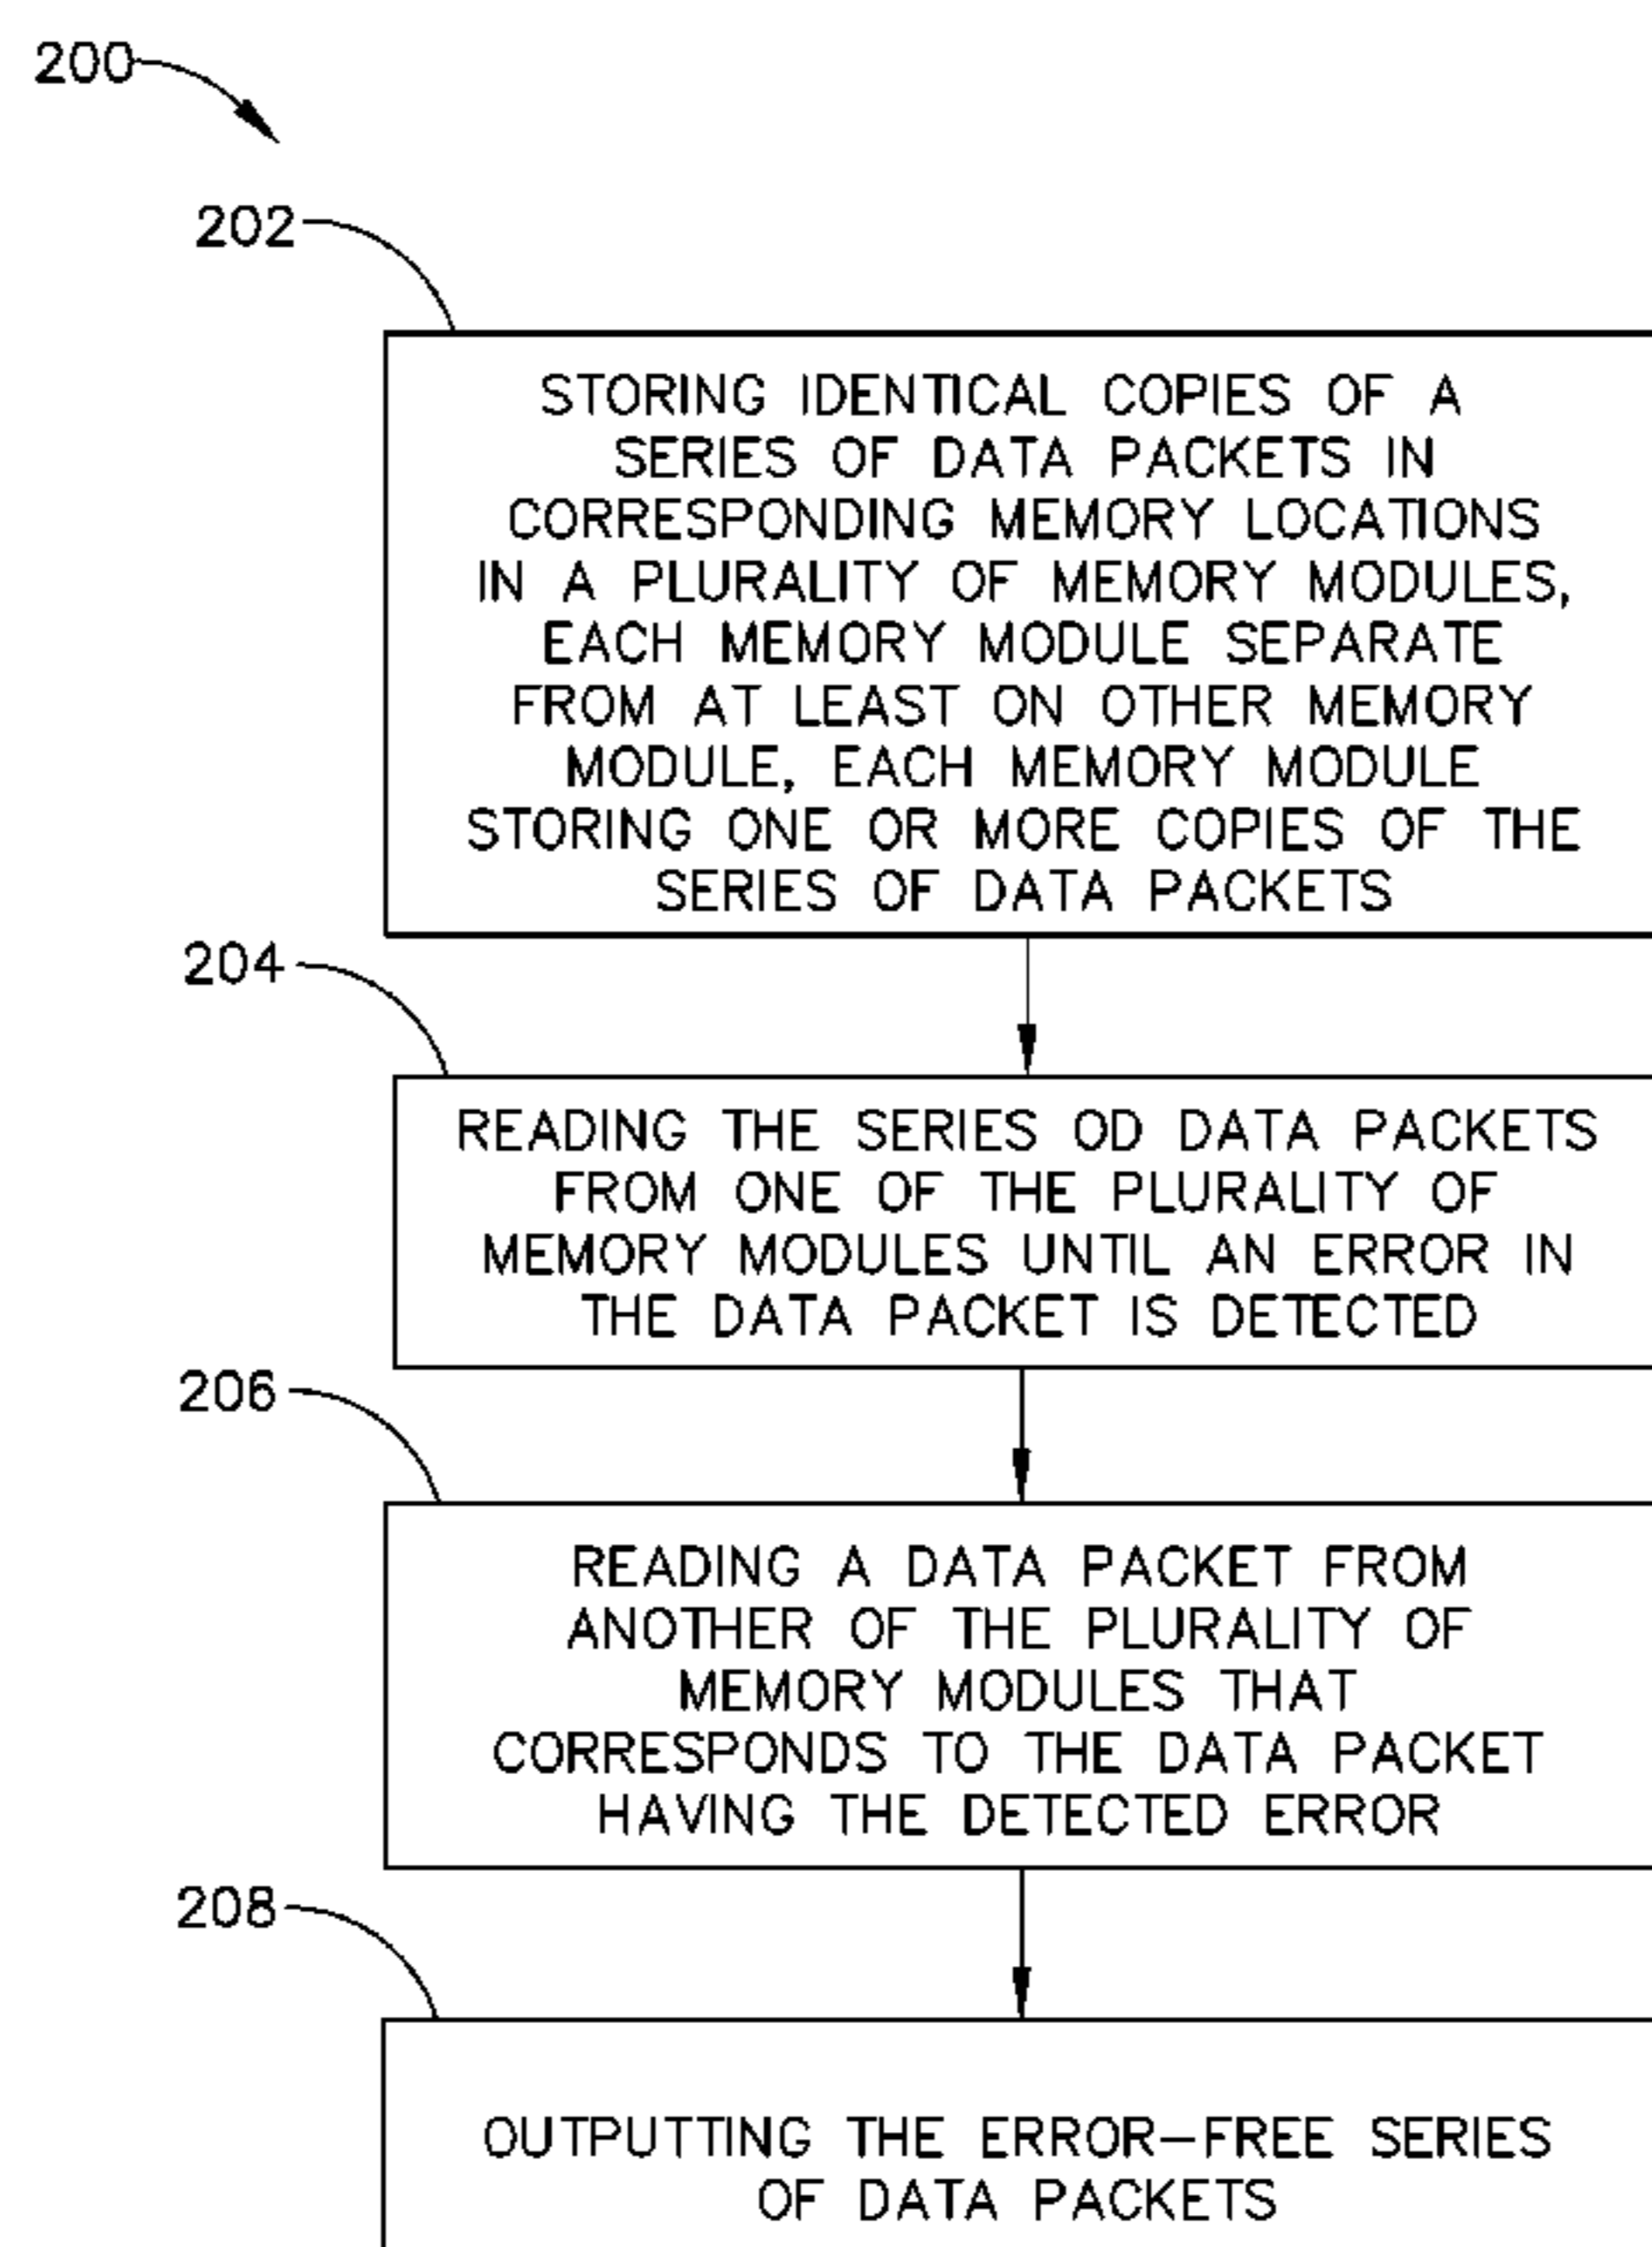 200
202
STORING IDENTICAL COPIES OF A
SERIES OF DATA PACKETS IN
CORRESPONDING MEMORY LOCATIONS
IN A PLURALITY OF MEMORY MODULES,
EACH MEMORY MODULE SEPARATE
FROM AT LEAST ON OTHER MEMORY
MODULE, EACH MEMORY MODULE
STORING ONE OR MORE COPIES OF THE
SERIES OF DATA PACKETS
204
READING THE SERIES OD DATA PACKETS
FROM ONE OF THE PLURALITY OF
MEMORY MODULES UNTIL AN ERROR IN
THE DATA PACKET IS DETECTED
206
READING A DATA PACKET FROM
ANOTHER OF THE PLURALITY OF
MEMORY MODULES THAT
CORRESPONDS TO THE DATA PACKET
HAVING THE DETECTED ERROR
208
OUTPUTTING THE ERROR-FREE SERIES
OF DATA PACKETS